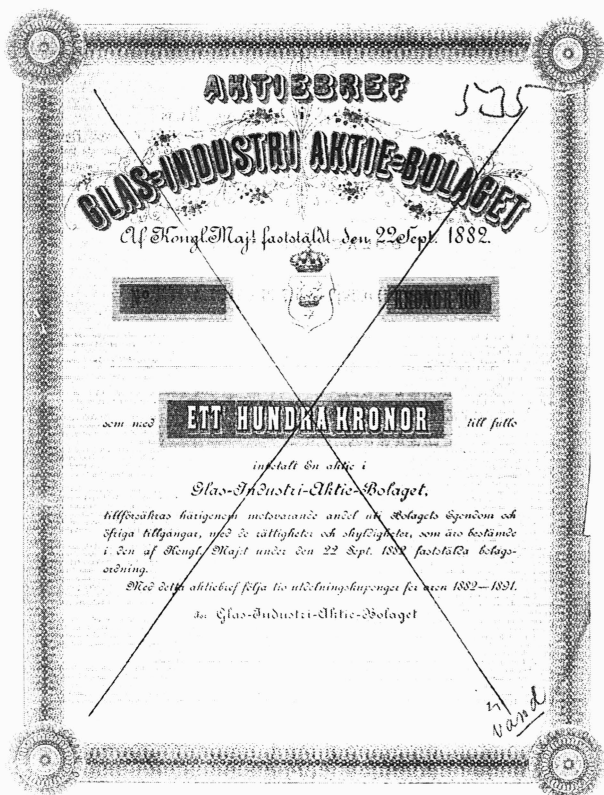 AKTIEBREF
i
GLAS=INDUSTRI AKTIE=BOLAGET
Af Kongl. Maj:t faststäldt den 22 Sept. 1882.
No
KRONOR 100
som med ETT HUNDRA KRONOR till fullo
inbetalt En aktie i
Glas-Industri-Aktie-Bolaget,
tillförsäkras härigenom motsvarande andel uti Bolagets Egendom och
öfriga tillgångar, med de rättigheter och skyldigheter, som äro bestämde
i den af Kongl. Maj:t under den 22 Sept. 1882 faststälda bolags-
ordning.
Med detta aktiebref följa tio utdelningskuponger för åren 1882—1891.
för Glas-Industri-Aktie-Bolaget
vänd